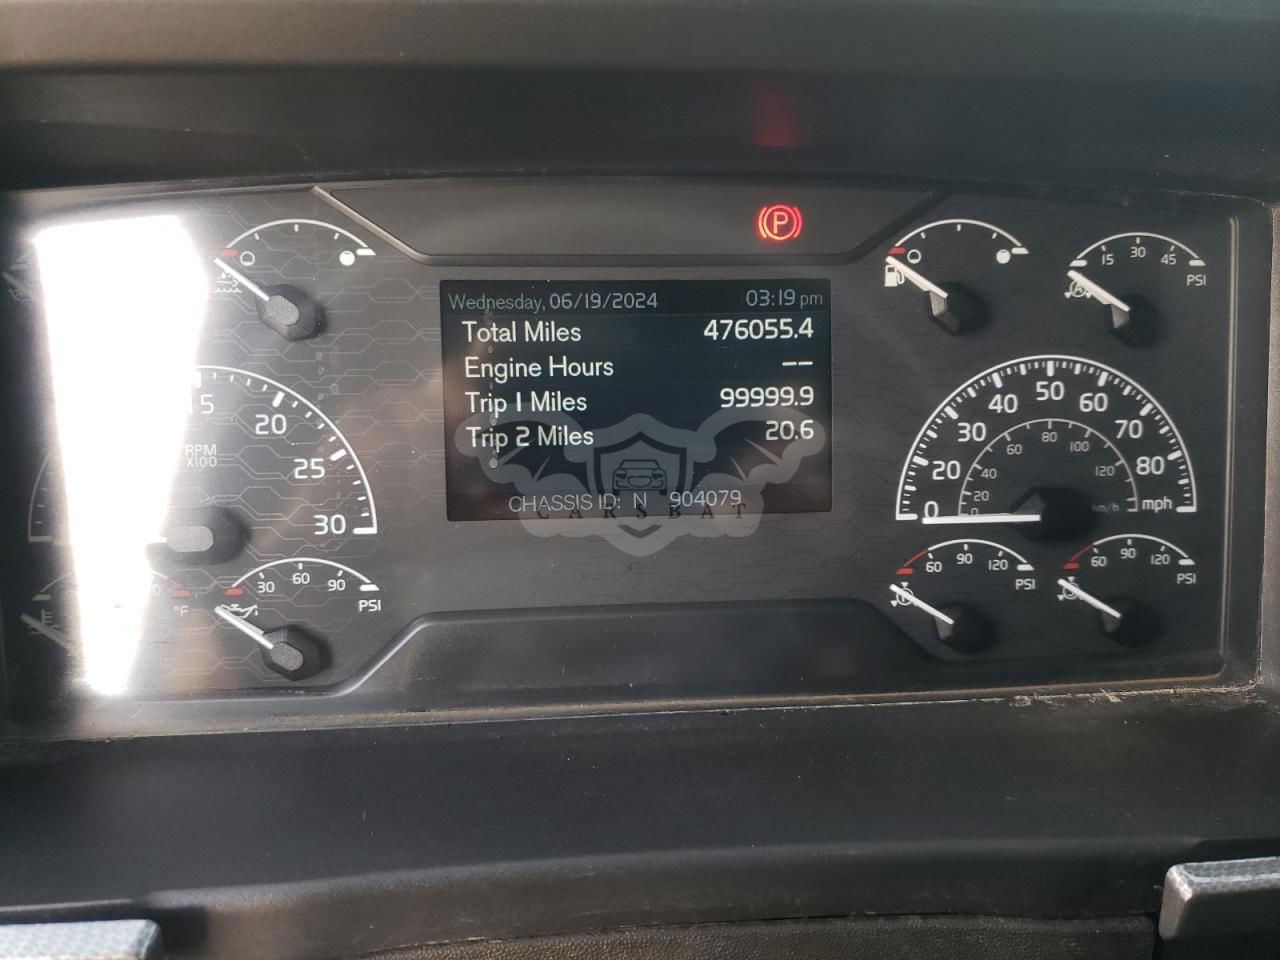 P
Wednesday, 06/19/2024 03:19 pm
Total Miles 476055.4
Engine Hours --
Trip 1 Miles 99999.9
Trip 2 Miles 20.6
CHASSIS ID: N 904079
CARSBAT
20
25
30
RPM
X100
°F
30 60 90
PSI
15 30 45
PSI
0 20 30 40 50 60 70 80
mph
0 20 40 60 80 100 120
km/h
60 90 120
PSI
60 90 120
PSI